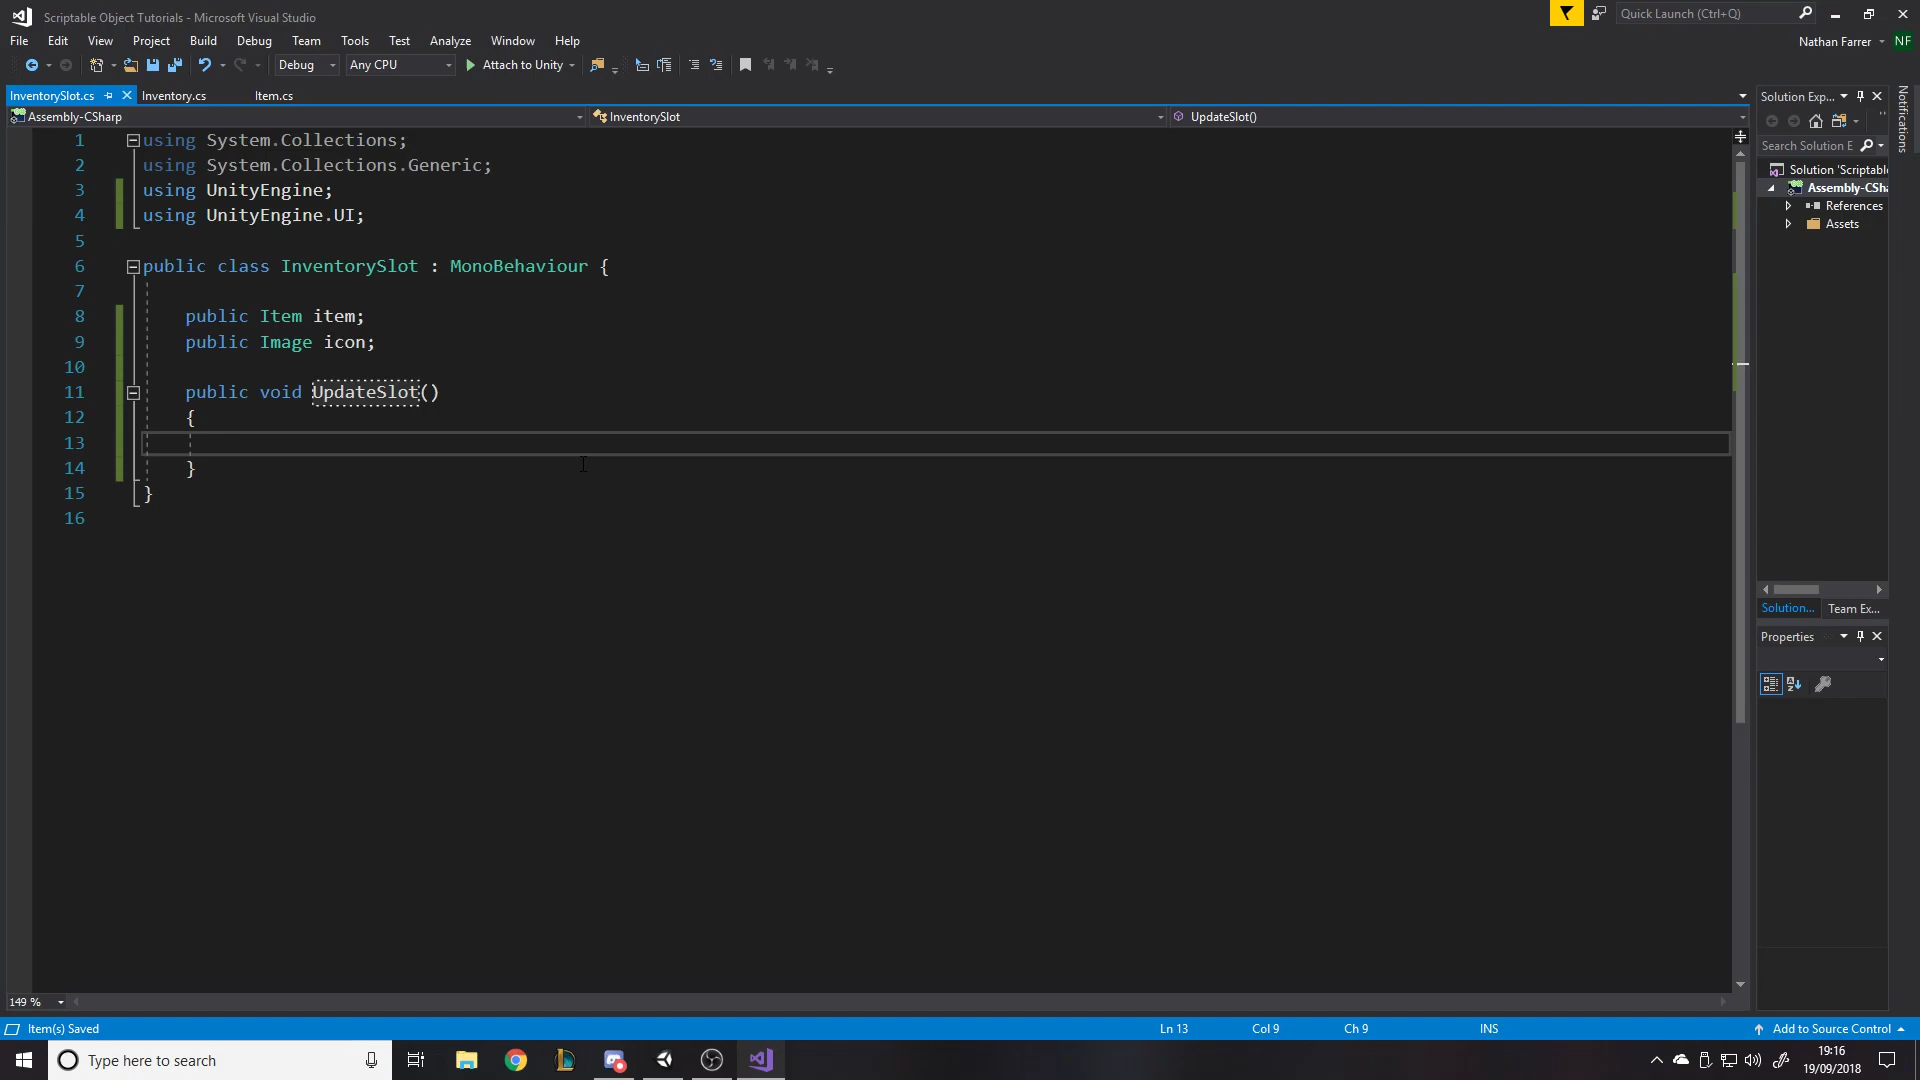 Scriptable Object Tutorials - Microsoft Visual Studio
Quick Launch (Ctrl+Q)
File Edit View Project Build Debug Team Tools Test Analyze Window Help
Nathan Farrer NF
Debug Any CPU Attach to Unity
InventorySlot.cs Inventory.cs Item.cs
Assembly-CSharp InventorySlot UpdateSlot()
1 using System.Collections;
2 using System.Collections.Generic;
3 using UnityEngine;
4 using UnityEngine.UI;
5
6 public class InventorySlot : MonoBehaviour {
7
8 public Item item;
9 public Image icon;
10
11 public void UpdateSlot()
12 {
13
14 }
15 }
16
Solution Exp...
Search Solution E
Solution 'Scriptabl
Assembly-CSha
References
Assets
Solution... Team Ex...
Properties
Notifications
149 %
Item(s) Saved Ln 13 Col 9 Ch 9 INS Add to Source Control
Type here to search
19:16
19/09/2018